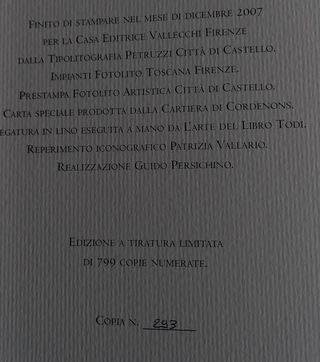 Finito di stampare nel mese di dicembre 2007
per la Casa Editrice Vallecchi Firenze
dalla Tipolitografia Petruzzi Città di Castello.
Impianti Fotolito Toscana Firenze.
Prestampa Fotolito Artistica Città di Castello.
Carta speciale prodotta dalla Cartiera di Cordenons.
egatura in lino eseguita a mano da L'arte del Libro Todi.
Reperimento iconografico Patrizia Vallario.
Realizzazione Guido Persichino.
Edizione a tiratura limitata
di 799 copie numerate.
Copia n. 293